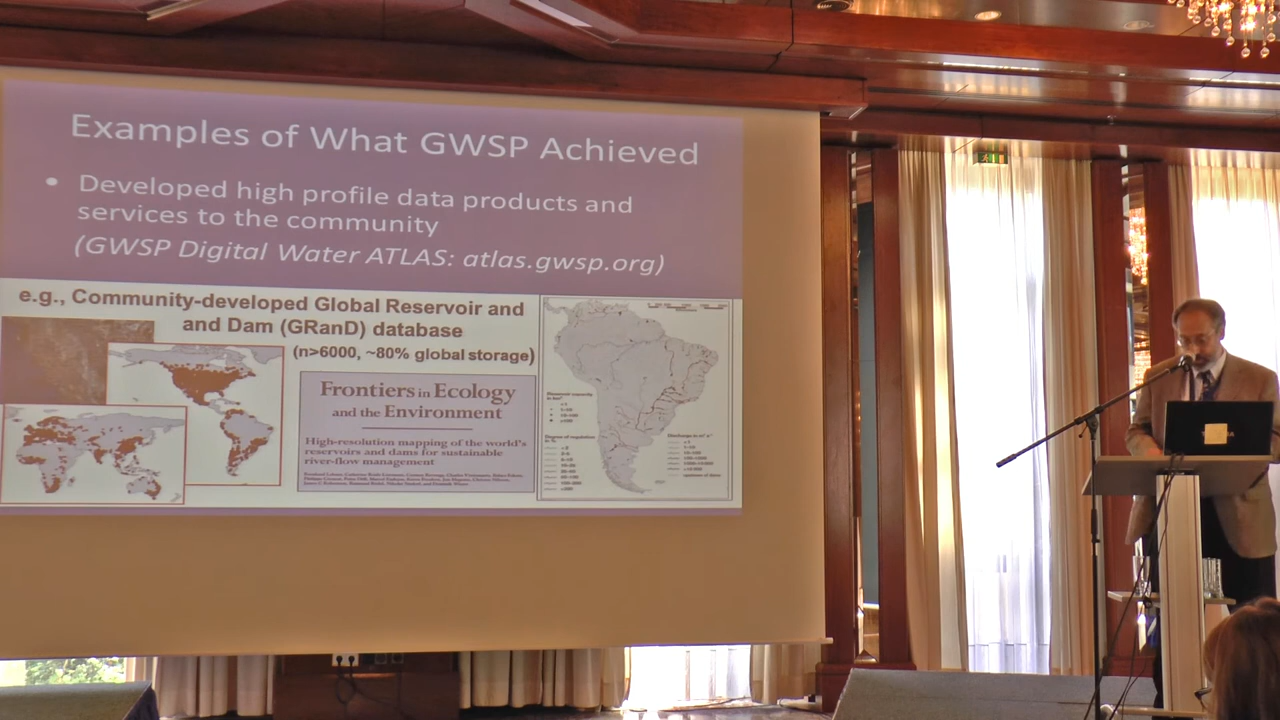 Examples of What GWSP Achieved
• Developed high profile data products and
services to the community
(GWSP Digital Water ATLAS: atlas.gwsp.org)
e.g., Community-developed Global Reservoir and
and Dam (GRanD) database
(n>6000, ~80% global storage)
Frontiers in Ecology
and the Environment
High-resolution mapping of the world's
reservoirs and dams for sustainable
river-flow management